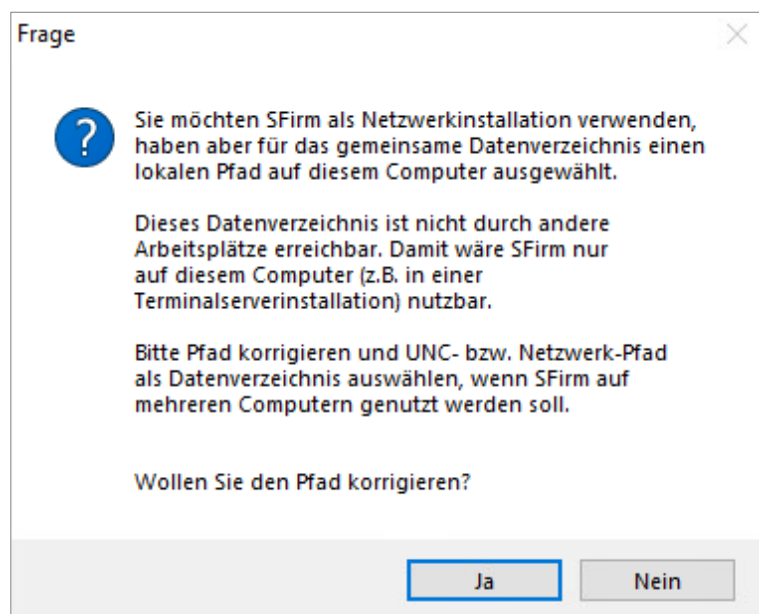 Frage
Sie möchten SFirm als Netzwerkinstallation verwenden,
haben aber für das gemeinsame Datenverzeichnis einen
lokalen Pfad auf diesem Computer ausgewählt.
Dieses Datenverzeichnis ist nicht durch andere
Arbeitsplätze erreichbar. Damit wäre SFirm nur
auf diesem Computer (z.B. in einer
Terminalserverinstallation) nutzbar.
Bitte Pfad korrigieren und UNC- bzw. Netzwerk-Pfad
als Datenverzeichnis auswählen, wenn SFirm auf
mehreren Computern genutzt werden soll.
Wollen Sie den Pfad korrigieren?
Ja
Nein